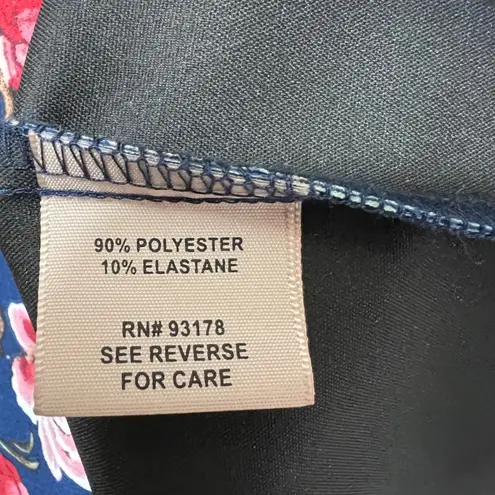 90% POLYESTER
10% ELASTANE
RN# 93178
SEE REVERSE
FOR CARE